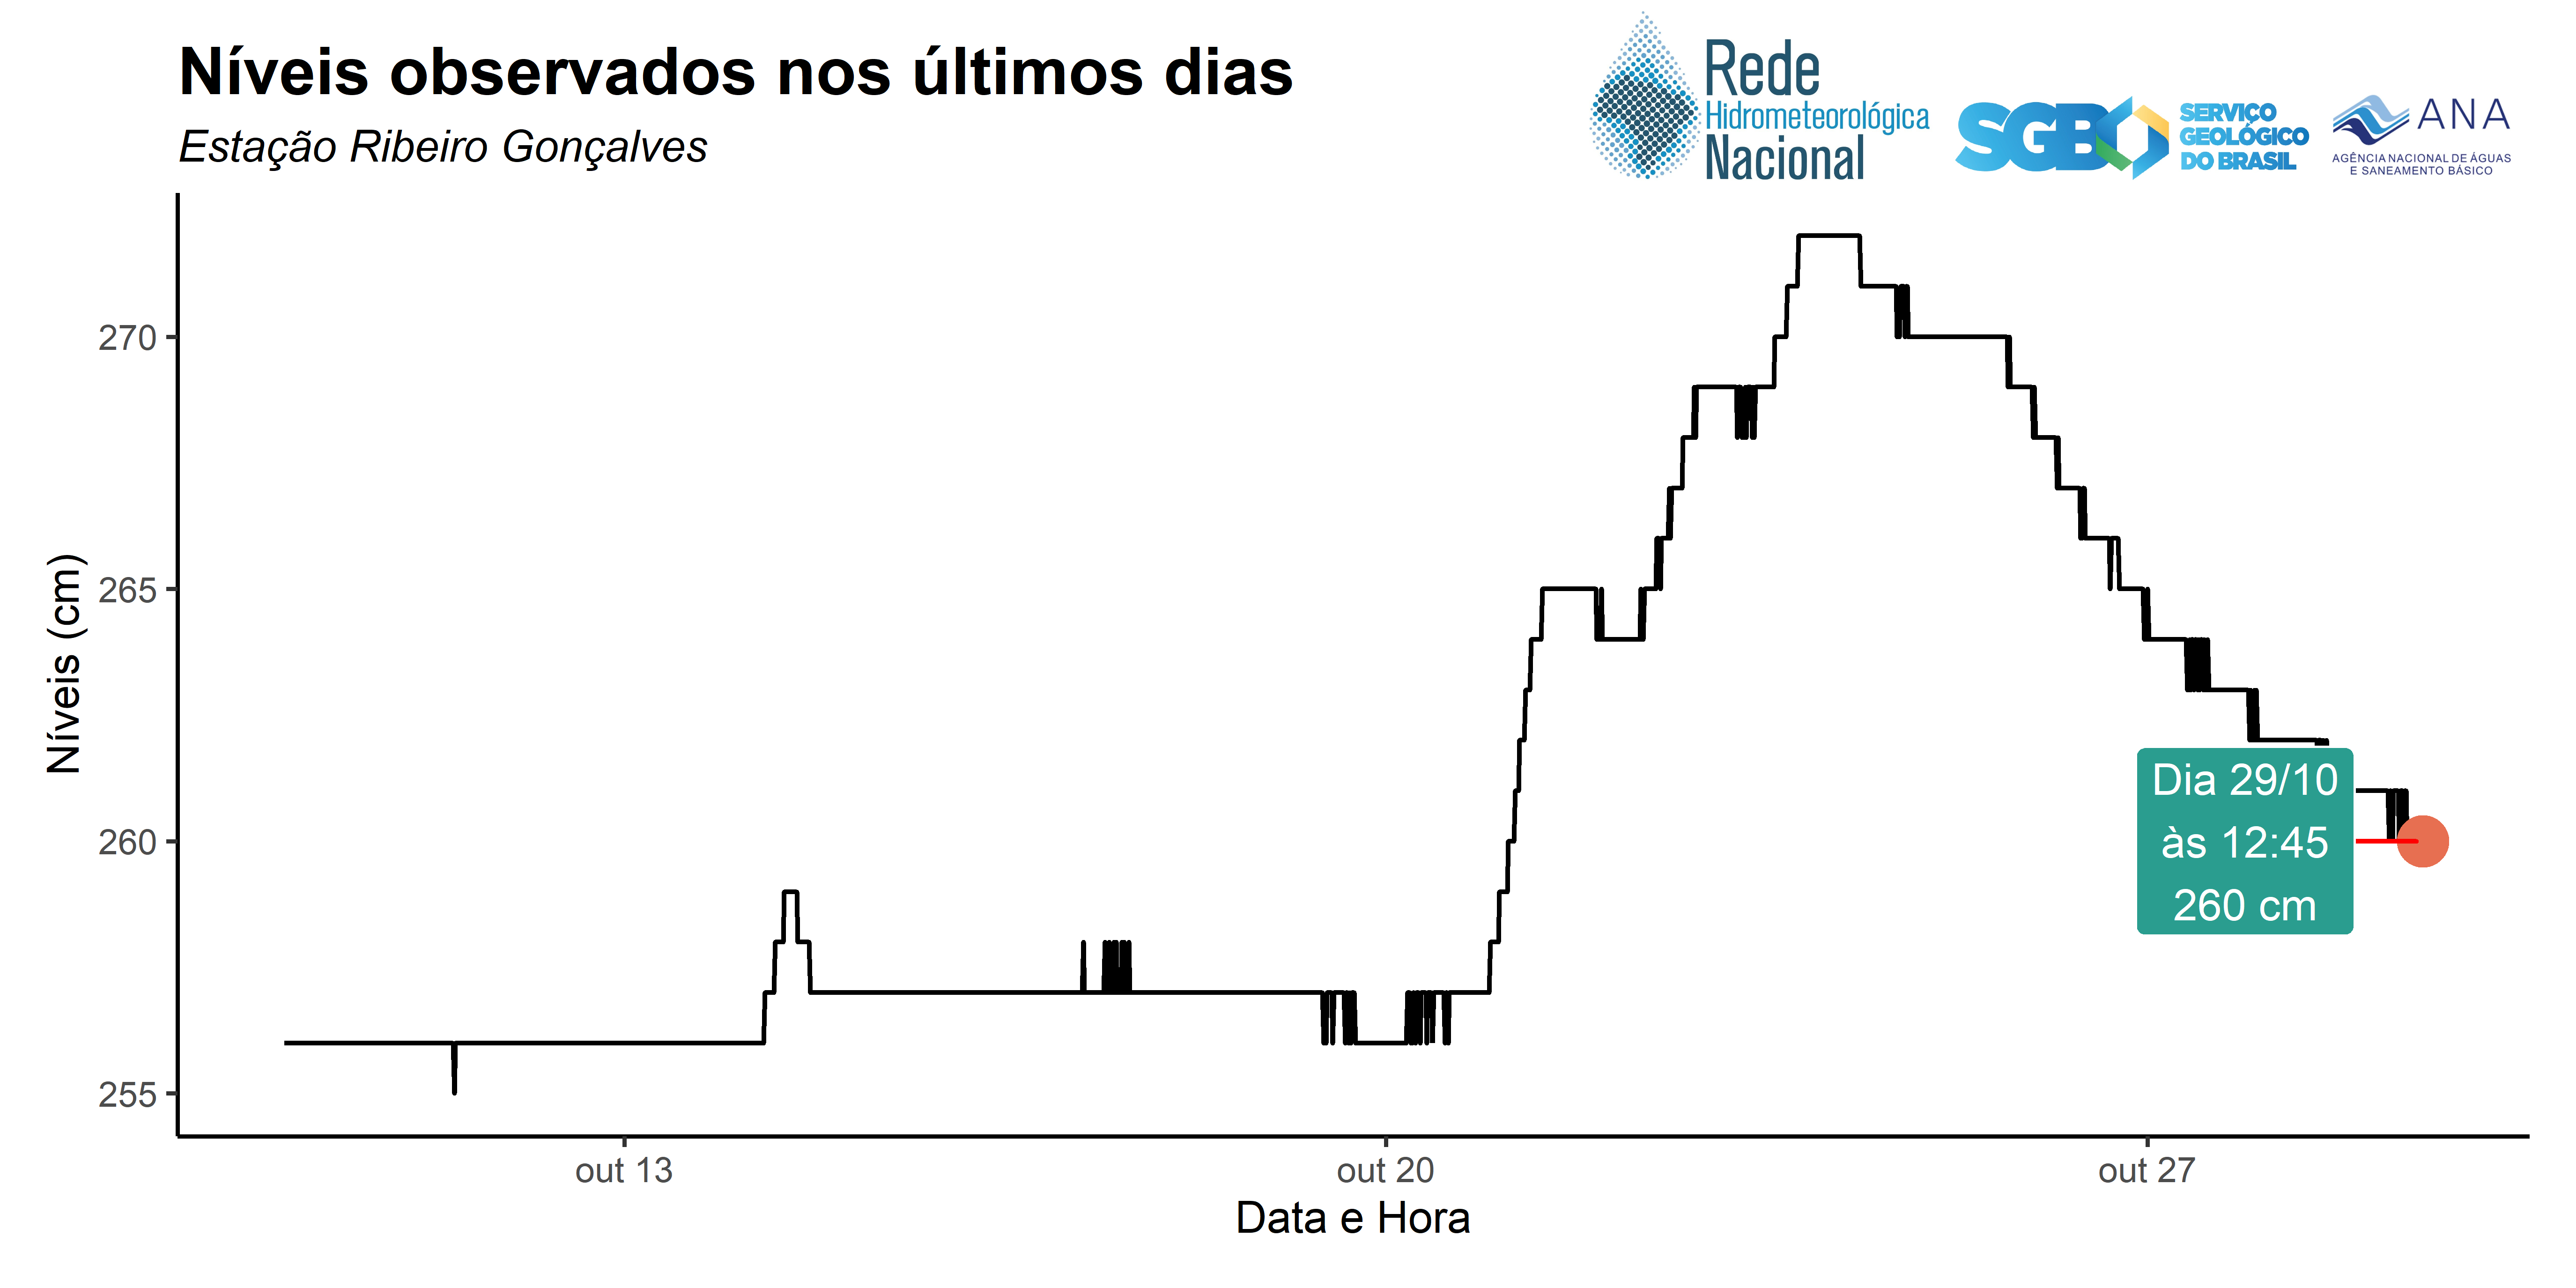 Níveis observados nos últimos dias
Estação Ribeiro Gonçalves
Rede
Hidrometeorológica
Nacional
SGB
SERVIÇO
GEOLÓGICO
DO BRASIL
ANA
AGÊNCIA NACIONAL DE ÁGUAS
E SANEAMENTO BÁSICO
Níveis (cm)
270
265
260
255
Dia 29/10
às 12:45
260 cm
out 13
out 20
out 27
Data e Hora